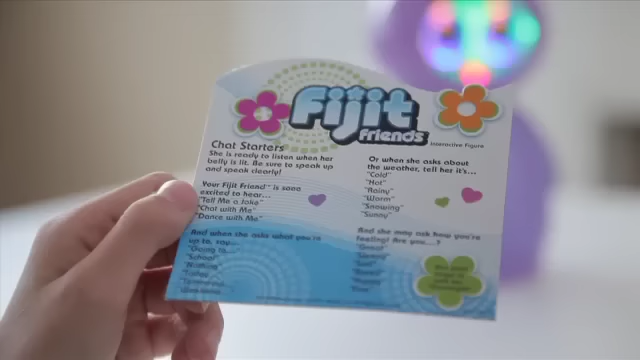 Fijit
friends
Interactive Figure
Chat Starters
She is ready to listen when her
belly is lit. Be sure to speak up
and speak clearly!
Your Fijit Friend™ is sooo
excited to hear...
"Tell Me a Joke"
"Chat with Me"
"Dance with Me"
And when she asks what you're
up to, say...
"Going to...
"School"
"Nothing"
Or when she asks about
the weather, tell her it's...
"Cold"
"Hot"
"Rainy"
"Warm"
"Snowing"
"Sunny"
And she may ask how you're
feeling! Are you...?
"Great"